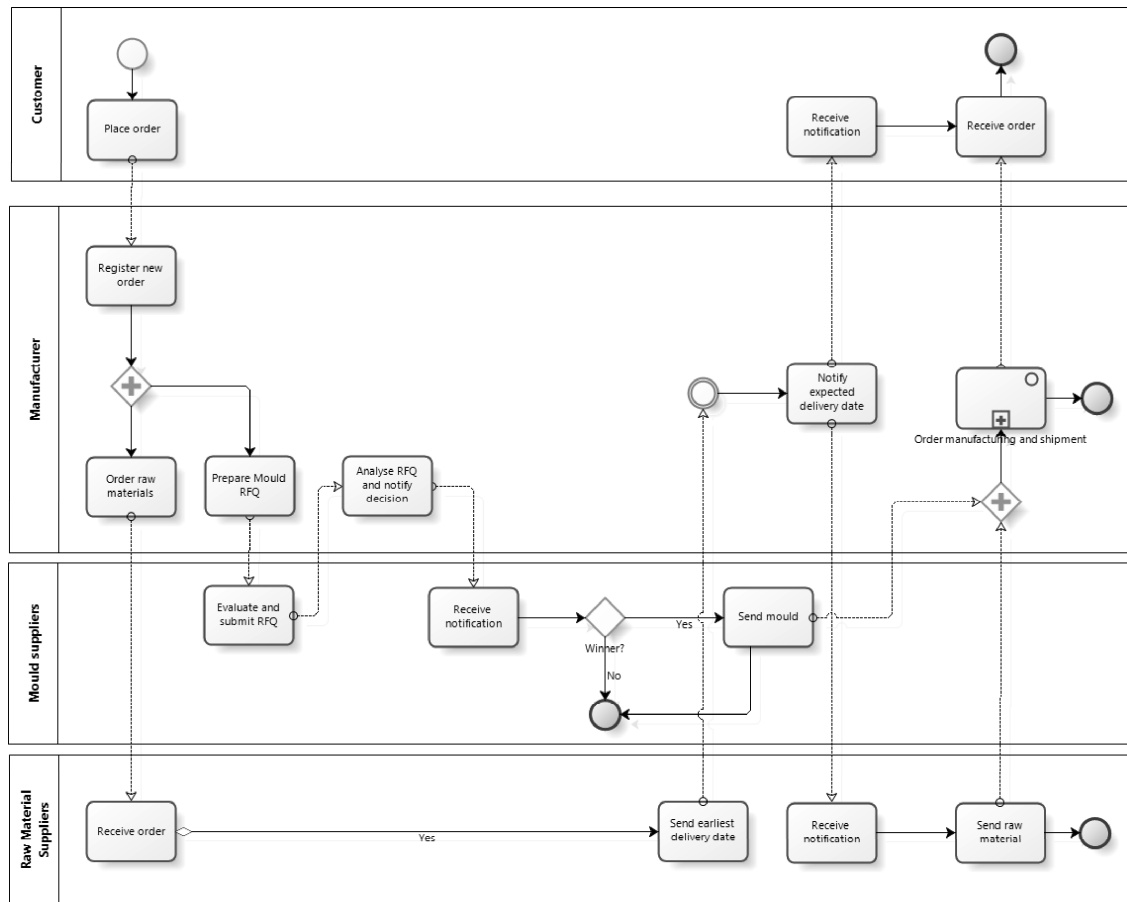 Customer
Place order
Receive
notification
Receive order
Manufacturer
Register new
order
Order raw
materials
Prepare Mould
RFQ
Analyse RFQ
and notify
decision
Notify
expected
delivery date
Order manufacturing and shipment
Mould suppliers
Evaluate and
submit RFQ
Receive
notification
Winner?
Yes
No
Send mould
Raw Material
Suppliers
Receive order
Yes
Send earliest
delivery date
Receive
notification
Send raw
material